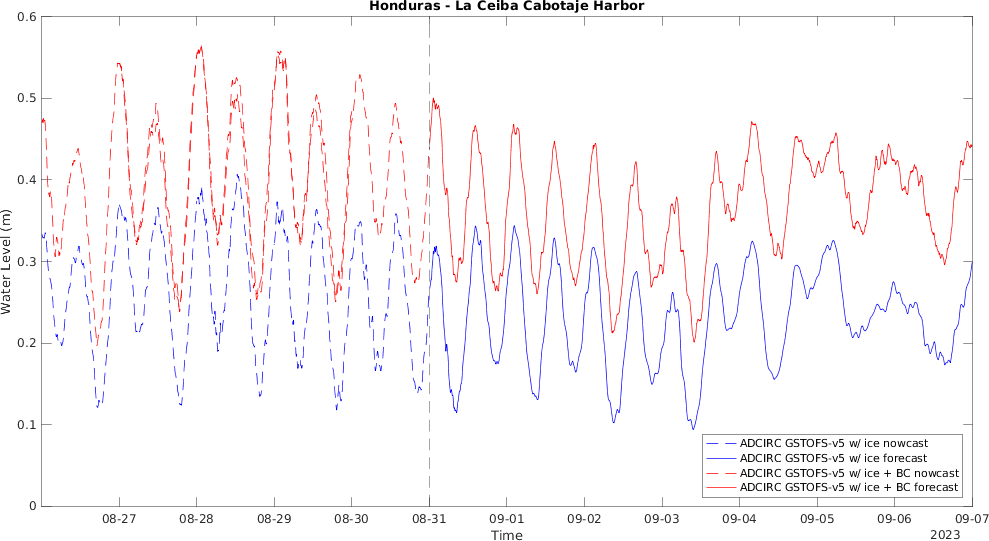 Honduras - La Ceiba Cabotaje Harbor
0.6
0.5
0.4
0.3
0.2
0.1
0
Water Level (m)
ADCIRC GSTOFS-v5 w/ ice nowcast
ADCIRC GSTOFS-v5 w/ ice forecast
ADCIRC GSTOFS-v5 w/ ice + BC nowcast
ADCIRC GSTOFS-v5 w/ ice + BC forecast
08-27 08-28 08-29 08-30 08-31 09-01 09-02 09-03 09-04 09-05 09-06 09-07
Time 2023